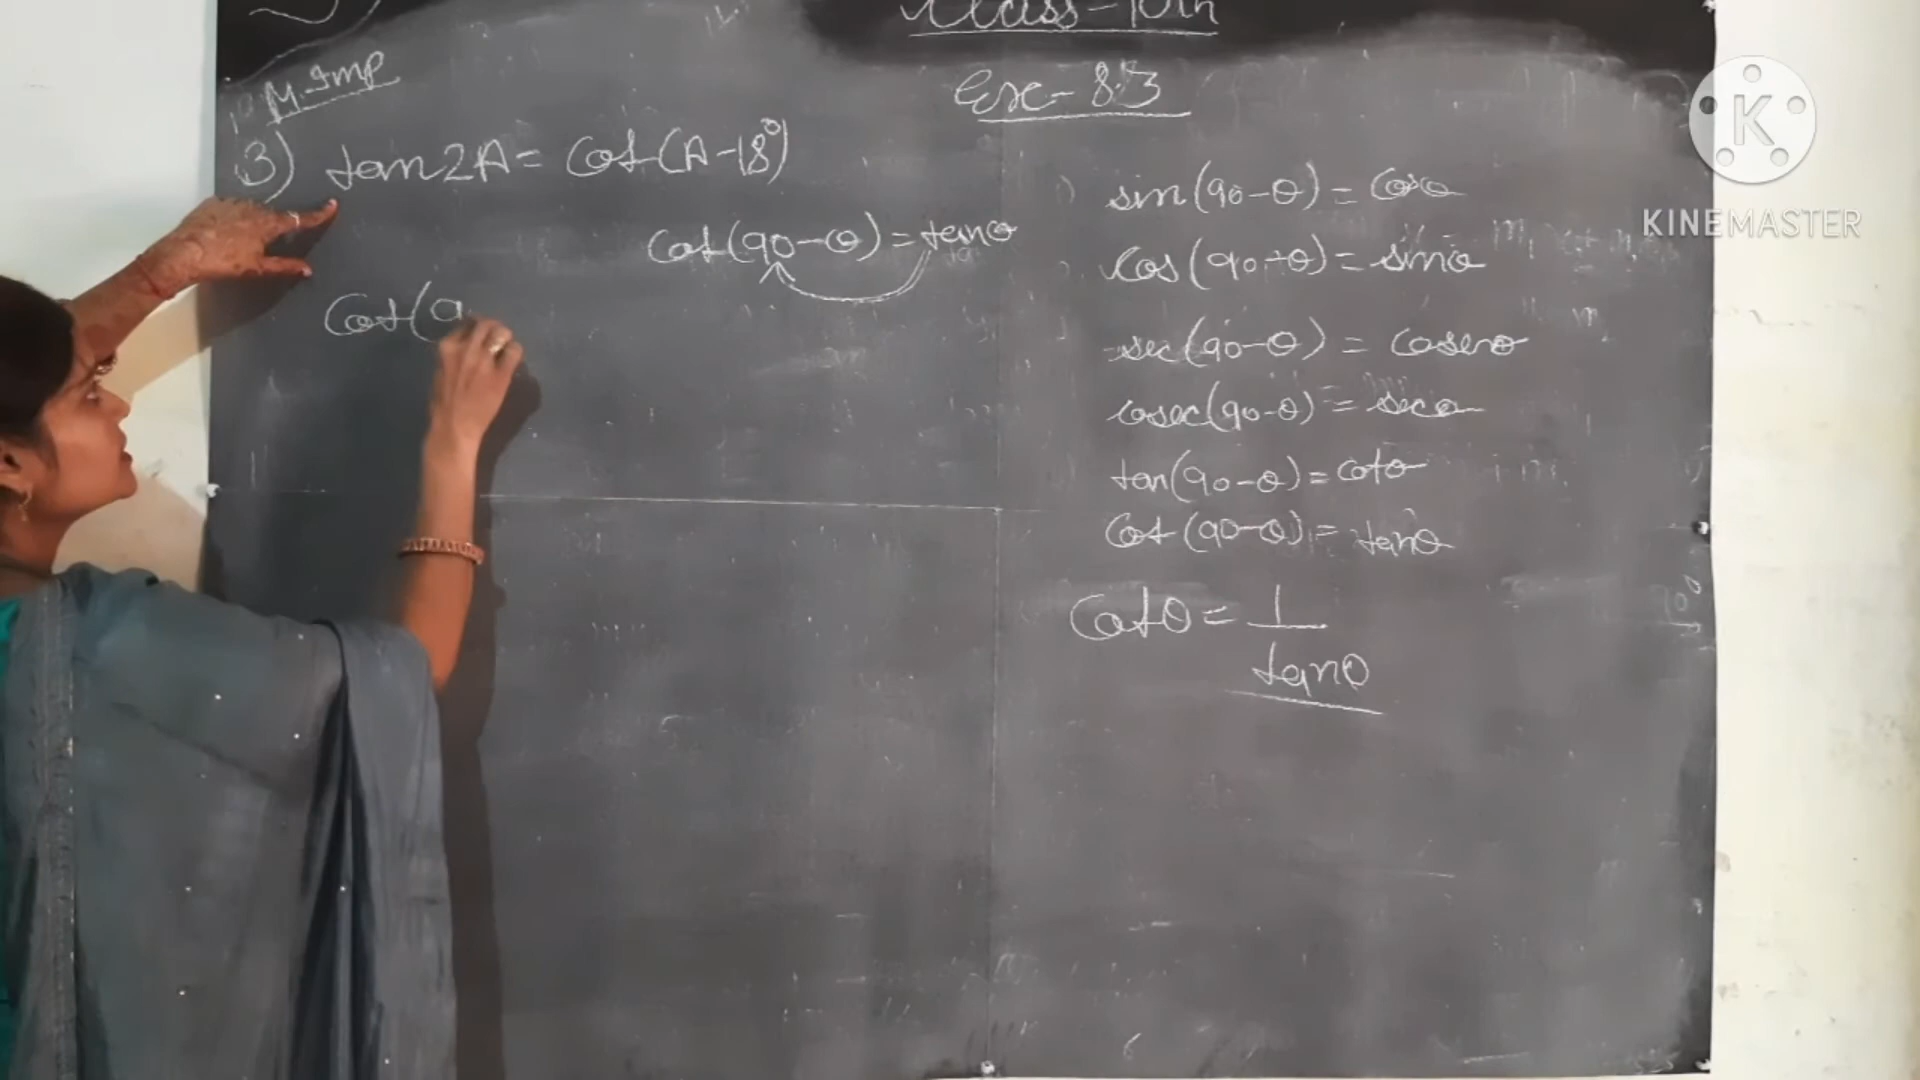 Class-10th
Exe-8.3
M.Imp
3) tan2A = Cot(A-18°)
Cot(90-θ) = tanθ
Cot(9
sin(90-θ) = Cosθ
Cos(90-θ) = sinθ
sec(90-θ) = Cosecθ
Cosec(90-θ) = secθ
tan(90-θ) = cotθ
Cot(90-θ) = tanθ
Cotθ = 1
tanθ
K
KINEMASTER